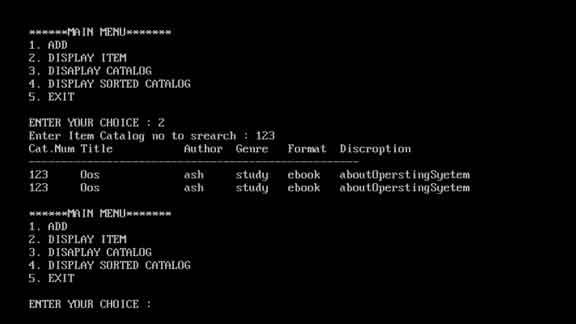 ******MAIN MENU*******
1. ADD
2. DISPLAY ITEM
3. DISAPLAY CATALOG
4. DISPLAY SORTED CATALOG
5. EXIT
ENTER YOUR CHOICE : 2
Enter Item Catalog no to srearch : 123
Cat.Num Title Author Genre Format Discroption
---------------------------------------------------
123 Oos ash study ebook aboutOperstingSyetem
123 Oos ash study ebook aboutOperstingSyetem
******MAIN MENU*******
1. ADD
2. DISPLAY ITEM
3. DISAPLAY CATALOG
4. DISPLAY SORTED CATALOG
5. EXIT
ENTER YOUR CHOICE :